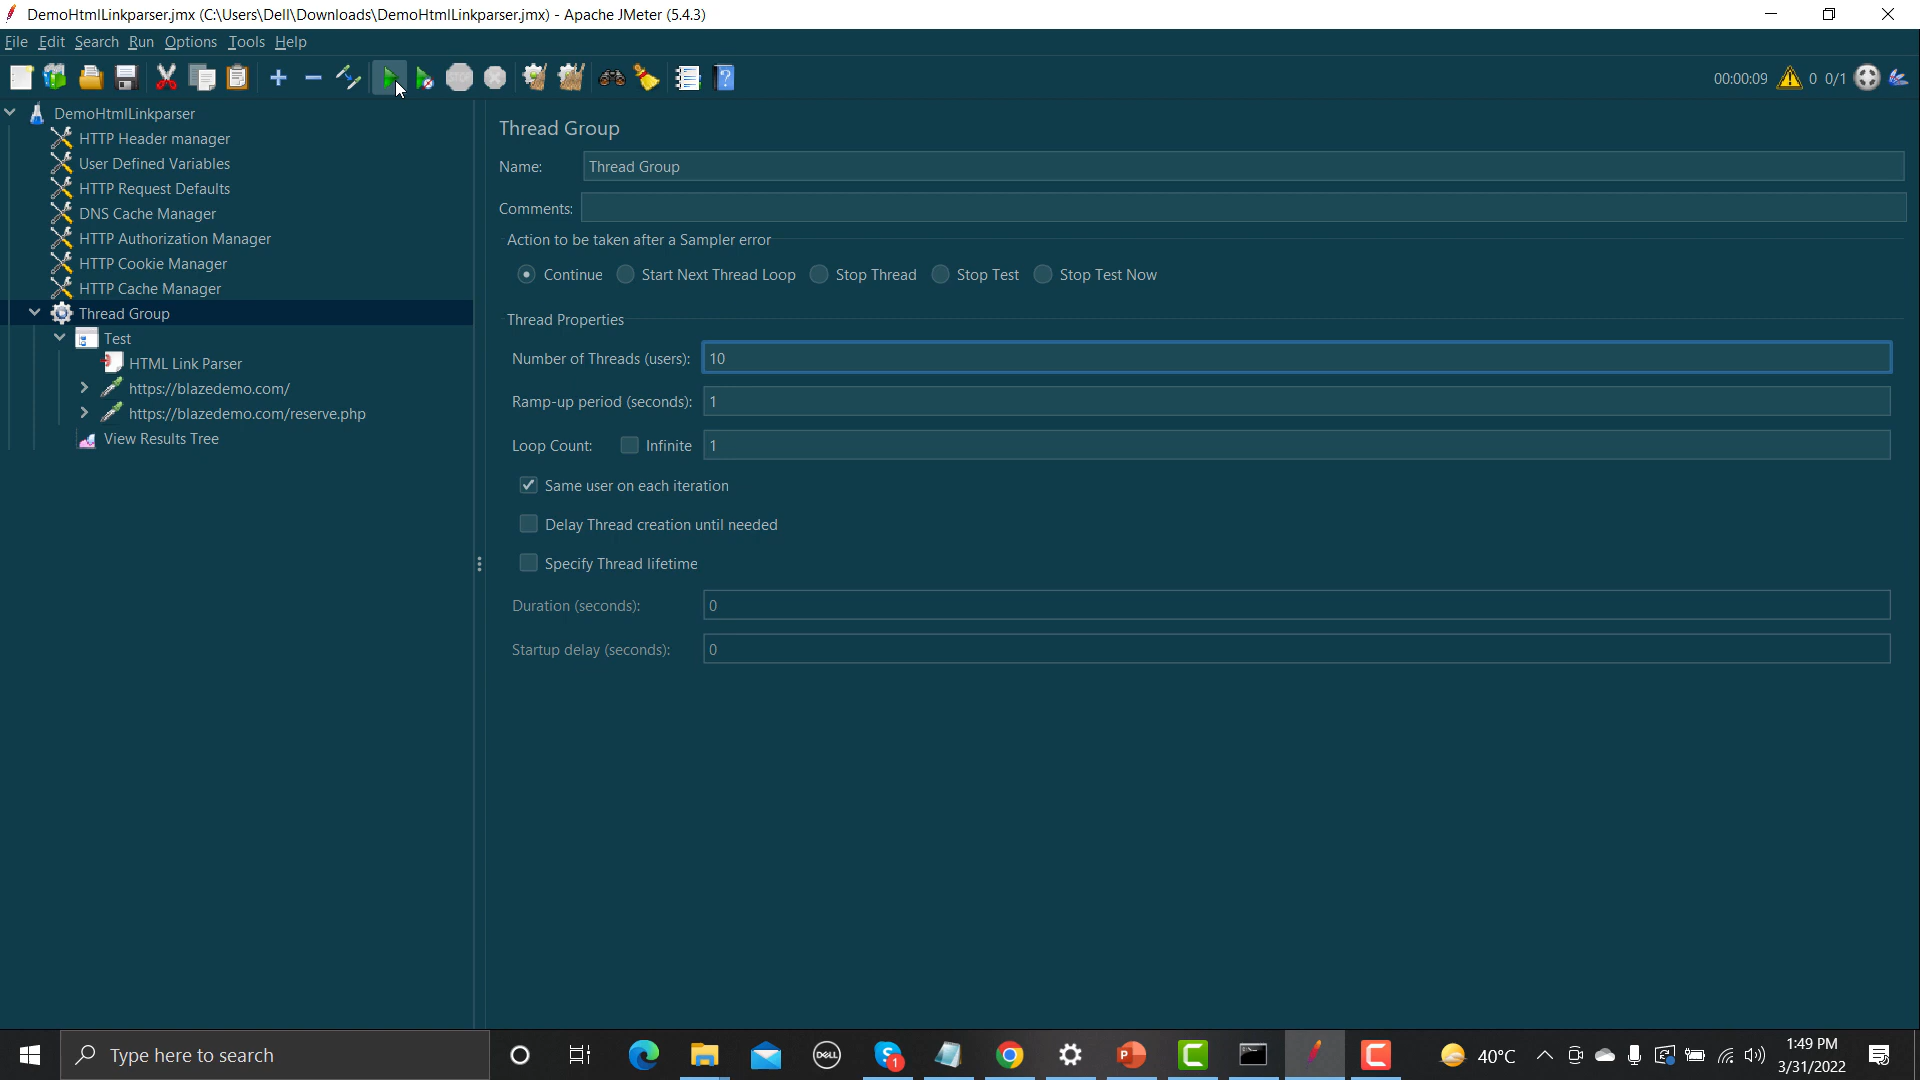 DemoHtmlLinkparser.jmx (C:\Users\Dell\Downloads\DemoHtmlLinkparser.jmx) - Apache JMeter (5.4.3)
File Edit Search Run Options Tools Help
STOP
00:00:09 0 0/1
DemoHtmlLinkparser
HTTP Header manager
User Defined Variables
HTTP Request Defaults
DNS Cache Manager
HTTP Authorization Manager
HTTP Cookie Manager
HTTP Cache Manager
Thread Group
Test
HTML Link Parser
https://blazedemo.com/
https://blazedemo.com/reserve.php
View Results Tree
Thread Group
Name: Thread Group
Comments:
Action to be taken after a Sampler error
Continue Start Next Thread Loop Stop Thread Stop Test Stop Test Now
Thread Properties
Number of Threads (users): 10
Ramp-up period (seconds): 1
Loop Count: Infinite 1
Same user on each iteration
Delay Thread creation until needed
Specify Thread lifetime
Duration (seconds): 0
Startup delay (seconds): 0
Type here to search
DELL
1
40°C
1:49 PM
3/31/2022